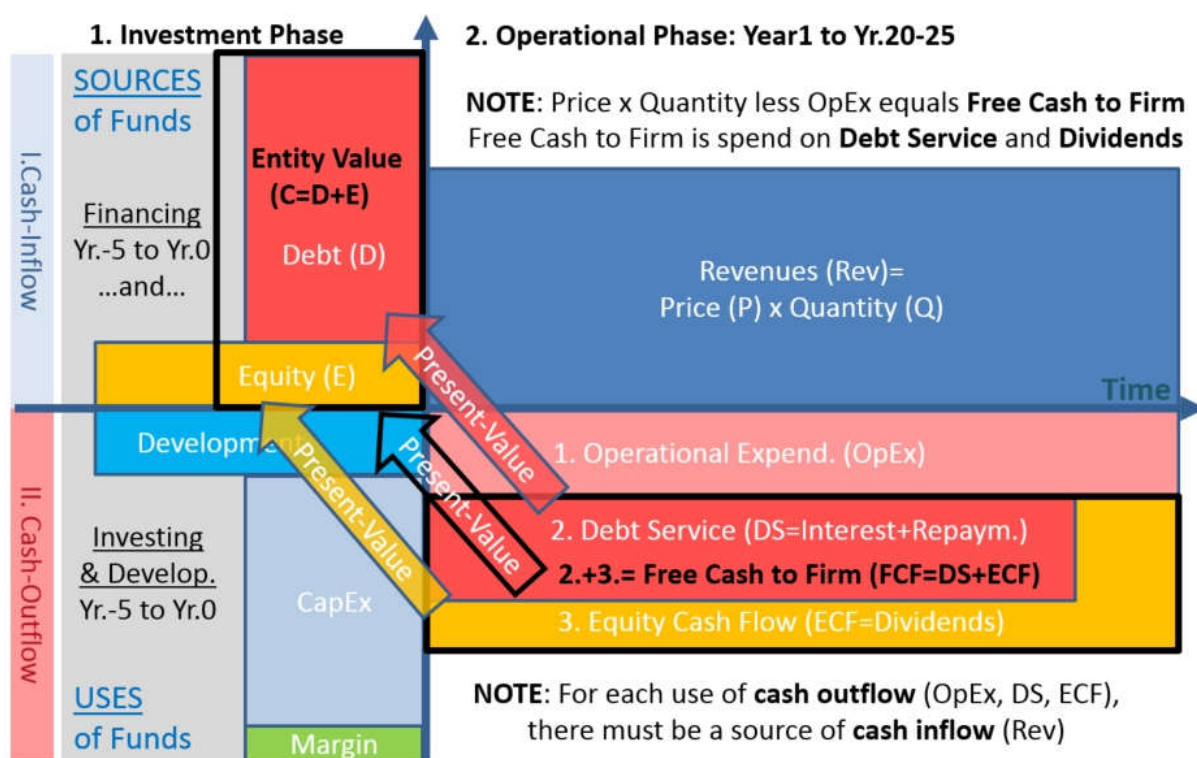 1. Investment Phase
2. Operational Phase: Year1 to Yr.20-25
NOTE: Price x Quantity less OpEx equals Free Cash to Firm
Free Cash to Firm is spend on Debt Service and Dividends
I.Cash-Inflow
SOURCES
of Funds
Financing
Yr.-5 to Yr.0
...and...
Entity Value
(C=D+E)
Debt (D)
Equity (E)
Revenues (Rev)=
Price (P) x Quantity (Q)
Time
Present-Value
Present-Value
Present-Value
II. Cash-Outflow
Development
Investing
& Develop.
Yr.-5 to Yr.0
CapEx
USES
of Funds
Margin
1. Operational Expend. (OpEx)
2. Debt Service (DS=Interest+Repaym.)
2.+3.= Free Cash to Firm (FCF=DS+ECF)
3. Equity Cash Flow (ECF=Dividends)
NOTE: For each use of cash outflow (OpEx, DS, ECF),
there must be a source of cash inflow (Rev)